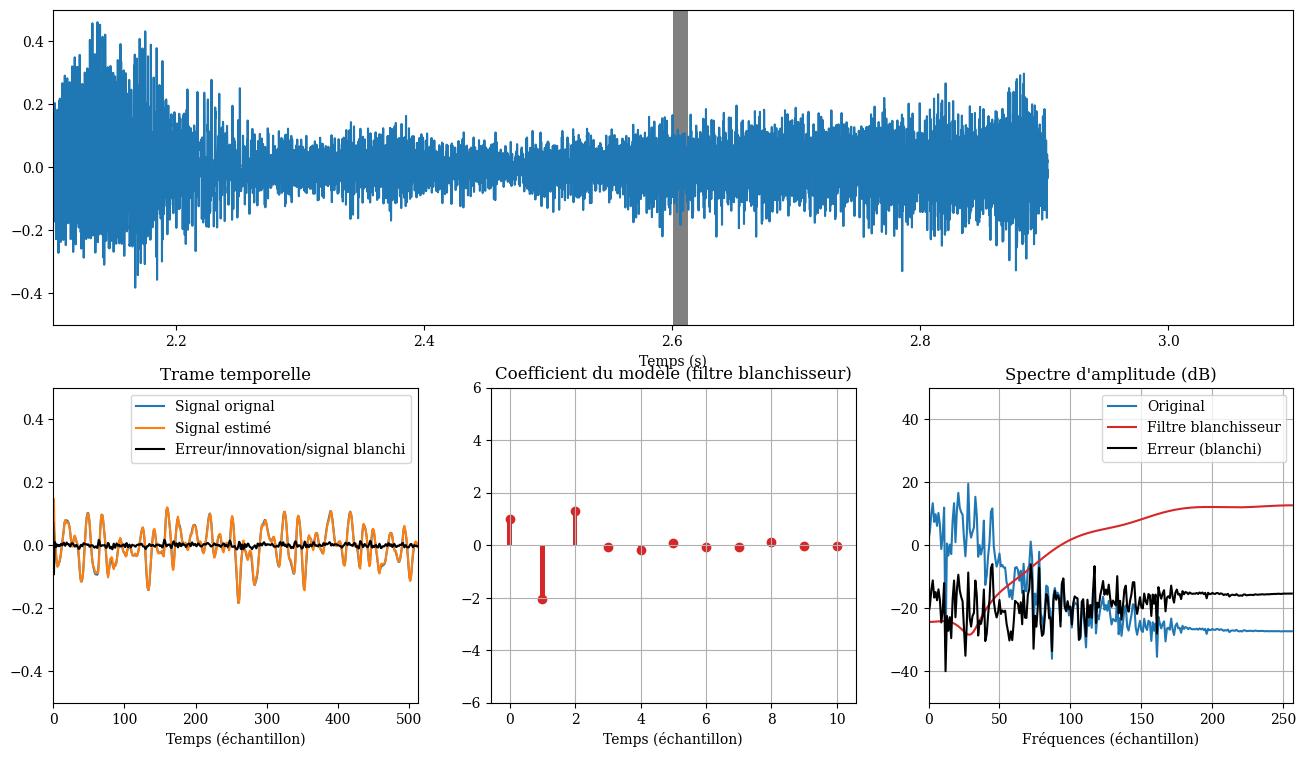 0.4
0.2
0.0
−0.2
−0.4
2.2 2.4 2.6 2.8 3.0
Temps (s)
Trame temporelle
0.4
0.2
0.0
−0.2
−0.4
Signal orignal
Signal estimé
Erreur/innovation/signal blanchi
0 100 200 300 400 500
Temps (échantillon)
Coefficient du modèle (filtre blanchisseur)
6
4
2
0
−2
−4
−6
0 2 4 6 8 10
Temps (échantillon)
Spectre d'amplitude (dB)
40
20
0
−20
−40
Original
Filtre blanchisseur
Erreur (blanchi)
0 50 100 150 200 250
Fréquences (échantillon)